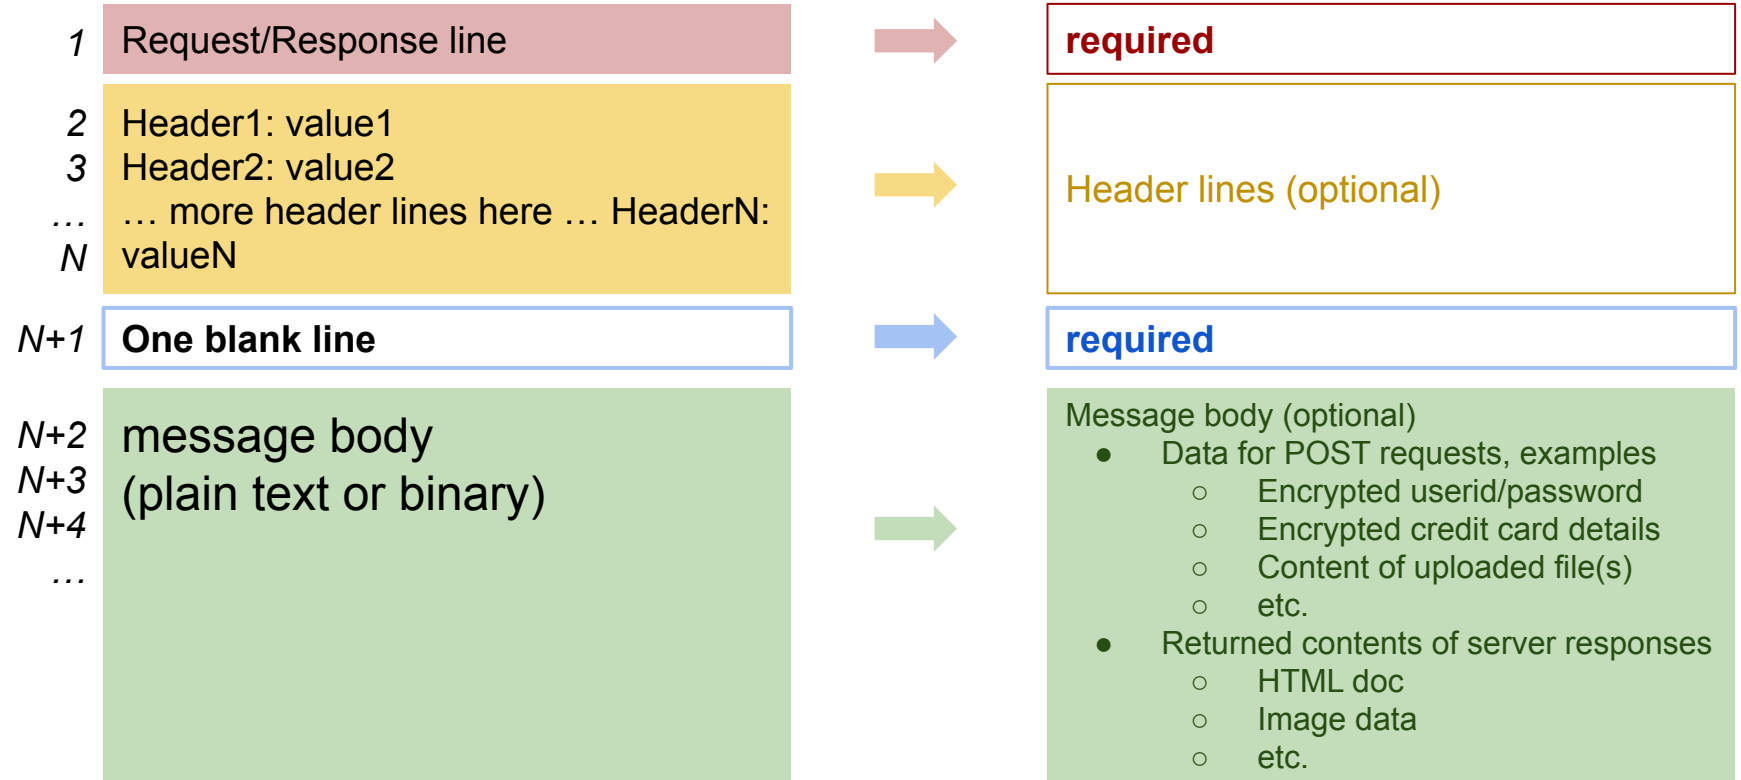 1 Request/Response line required
2 Header1: value1
3 Header2: value2
… … more header lines here … HeaderN:
N valueN
Header lines (optional)
N+1 One blank line required
N+2 message body
N+3 (plain text or binary)
N+4
…
Message body (optional)
● Data for POST requests, examples
○ Encrypted userid/password
○ Encrypted credit card details
○ Content of uploaded file(s)
○ etc.
● Returned contents of server responses
○ HTML doc
○ Image data
○ etc.